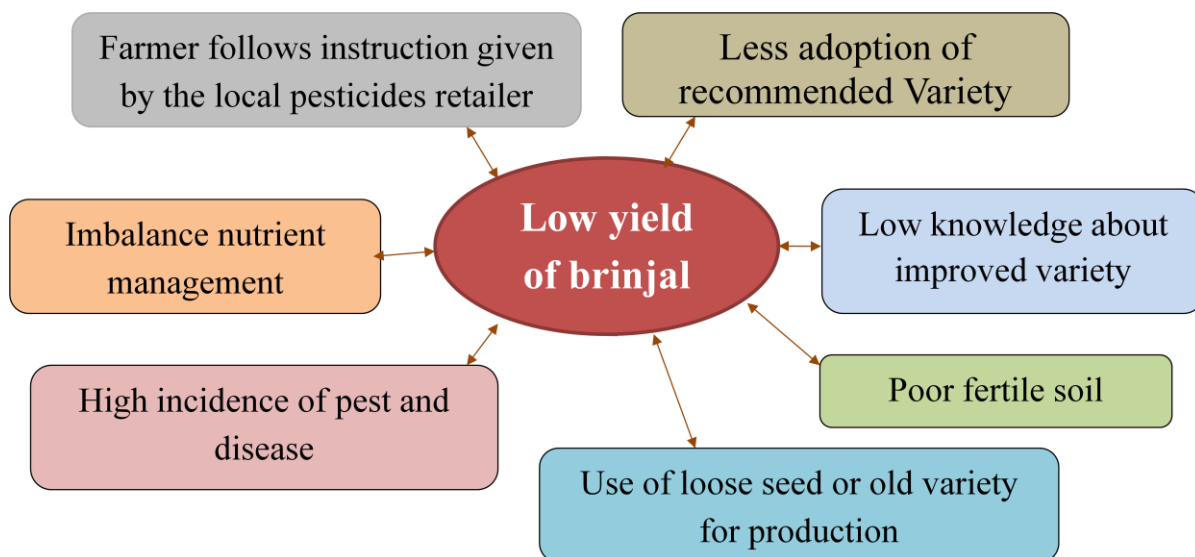 Farmer follows instruction given
by the local pesticides retailer
Less adoption of
recommended Variety
Imbalance nutrient
management
Low yield
of brinjal
Low knowledge about
improved variety
High incidence of pest and
disease
Poor fertile soil
Use of loose seed or old variety
for production